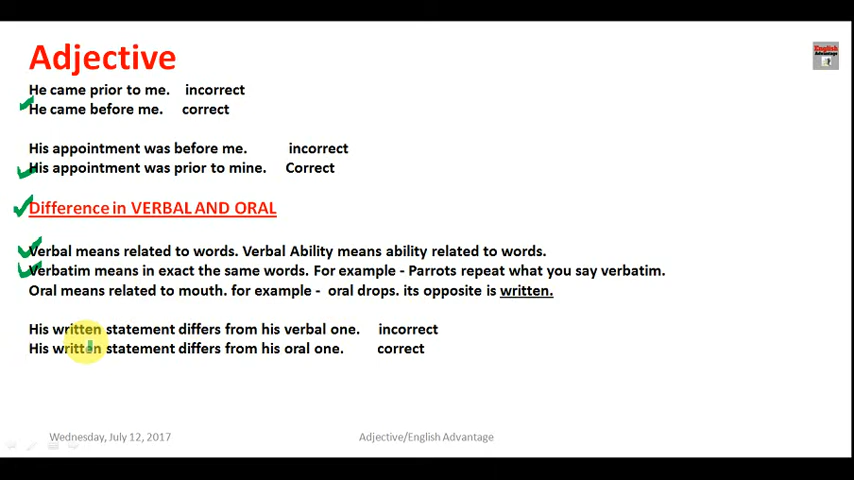 Adjective
English
Advantage
He came prior to me. incorrect
He came before me. correct
His appointment was before me. incorrect
His appointment was prior to mine. Correct
Difference in VERBAL AND ORAL
Verbal means related to words. Verbal Ability means ability related to words.
Verbatim means in exact the same words. For example - Parrots repeat what you say verbatim.
Oral means related to mouth. for example - oral drops. its opposite is written.
His written statement differs from his verbal one. incorrect
His written statement differs from his oral one. correct
Wednesday, July 12, 2017
Adjective/English Advantage